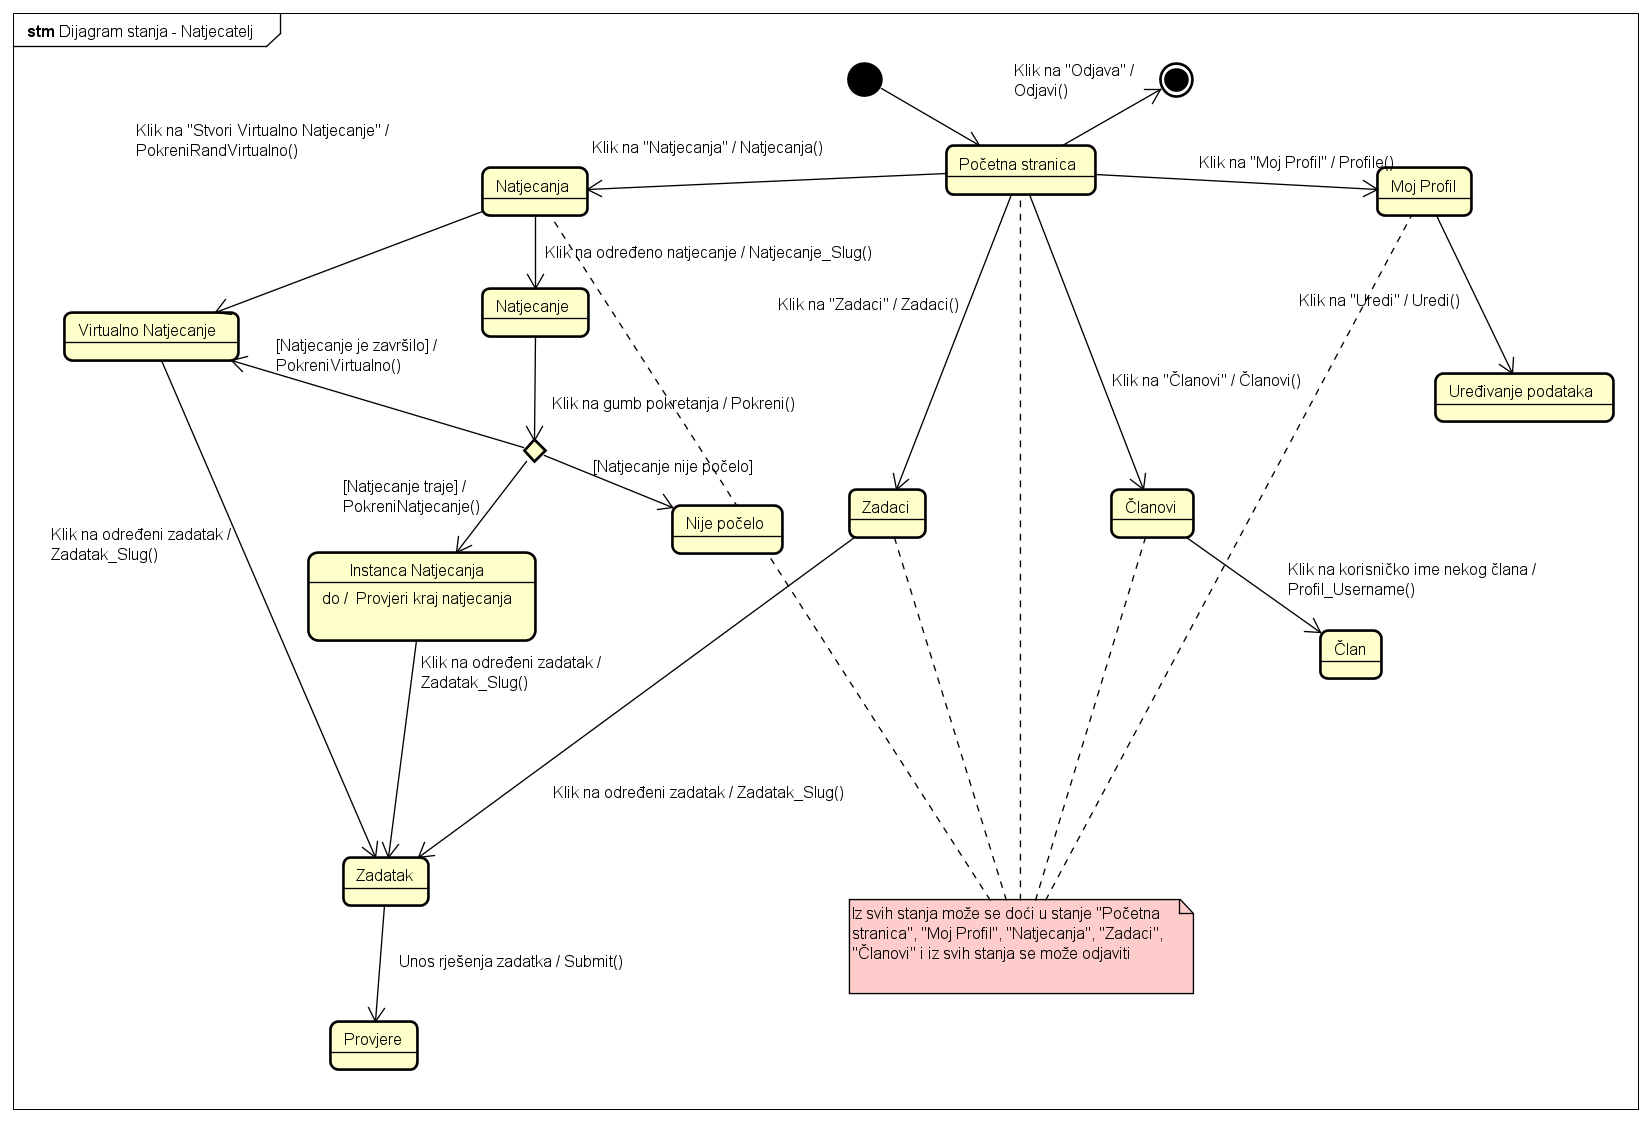 stm Dijagram stanja - Natjecatelj
Klik na "Odjava" /
Odjavi()
Klik na "Stvori Virtualno Natjecanje" /
PokreniRandVirtualno()
Klik na "Natjecanja" / Natjecanja()
Početna stranica
Klik na "Moj Profil" / Profile()
Natjecanja
Moj Profil
Klik na određeno natjecanje / Natjecanje_Slug()
Natjecanje
Klik na "Zadaci" / Zadaci()
Klik na "Uredi" / Uredi()
Virtualno Natjecanje
[Natjecanje je završilo] /
PokreniVirtualno()
Klik na "Članovi" / Članovi()
Uređivanje podataka
Klik na gumb pokretanja / Pokreni()
[Natjecanje nije počelo]
[Natjecanje traje] /
PokreniNatjecanje()
Zadaci
Članovi
Nije počelo
Klik na određeni zadatak /
Zadatak_Slug()
Instanca Natjecanja
do / Provjeri kraj natjecanja
Klik na korisničko ime nekog člana /
Profil_Username()
Član
Klik na određeni zadatak /
Zadatak_Slug()
Klik na određeni zadatak / Zadatak_Slug()
Zadatak
Iz svih stanja može se doći u stanje "Početna
stranica", "Moj Profil", "Natjecanja", "Zadaci",
"Članovi" i iz svih stanja se može odjaviti
Unos rješenja zadatka / Submit()
Provjere